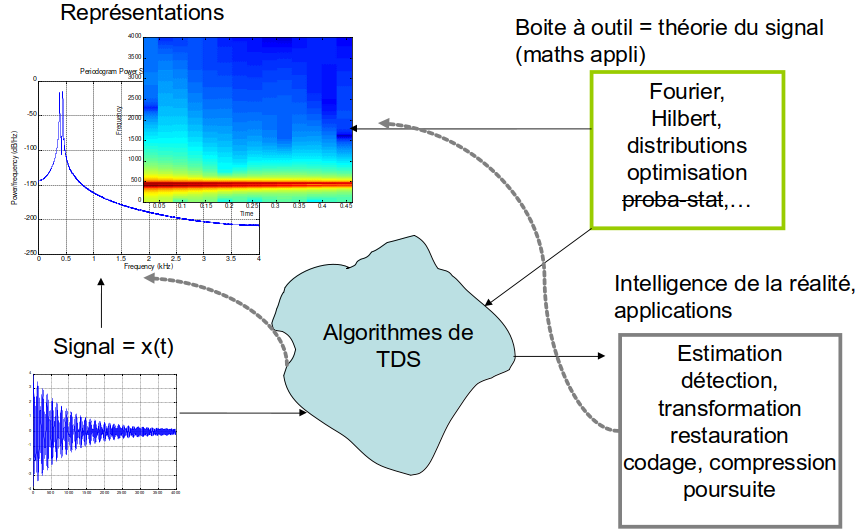 Représentations
Boite à outil = théorie du signal
(maths appli)
Periodogram Power S
Power/frequency (dB/Hz)
0
-50
-100
-150
-200
-250
0 0.5 1 1.5 2 2.5 3 3.5 4
Frequency (kHz)
Frequency
4000
3500
3000
2500
2000
1500
1000
500
0
0.05 0.1 0.15 0.2 0.25 0.3 0.35 0.4 0.45
Time
Fourier,
Hilbert,
distributions
optimisation
proba-stat,…
Intelligence de la réalité,
applications
Algorithmes de
TDS
Signal = x(t)
Estimation
détection,
transformation
restauration
codage, compression
poursuite